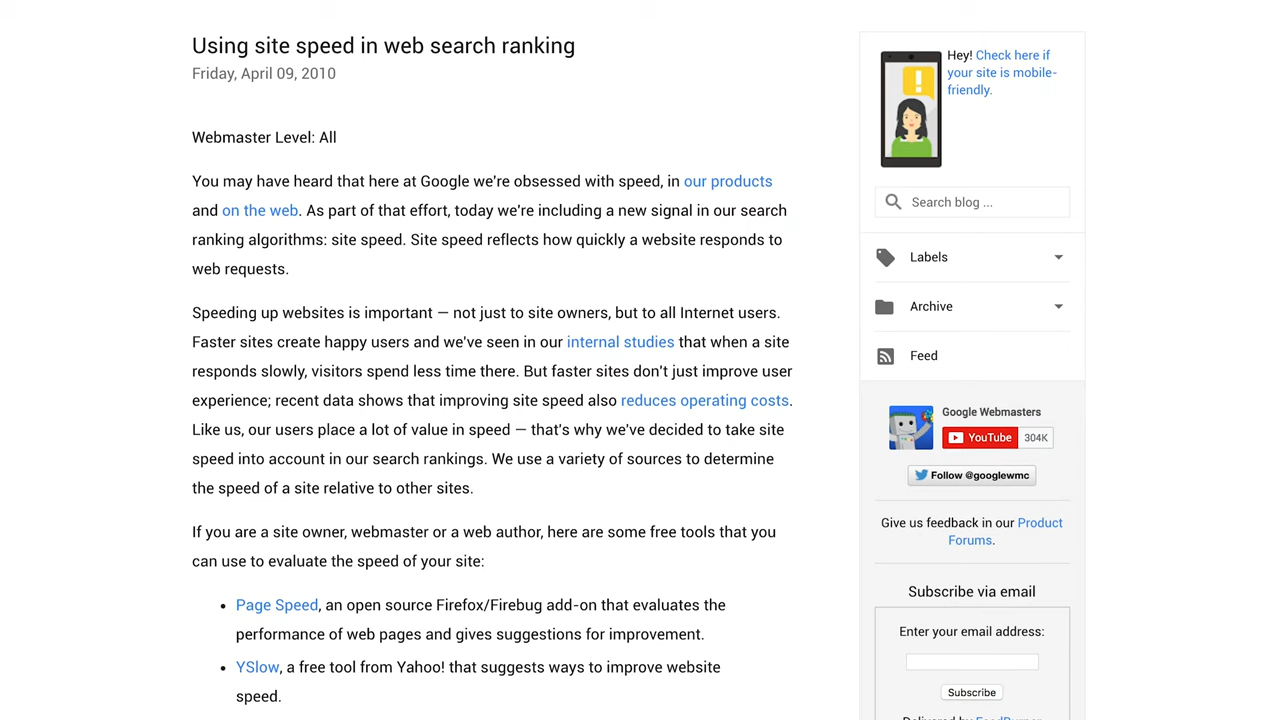 Using site speed in web search ranking
Friday, April 09, 2010
Webmaster Level: All
You may have heard that here at Google we're obsessed with speed, in our products
and on the web. As part of that effort, today we're including a new signal in our search
ranking algorithms: site speed. Site speed reflects how quickly a website responds to
web requests.
Speeding up websites is important — not just to site owners, but to all Internet users.
Faster sites create happy users and we've seen in our internal studies that when a site
responds slowly, visitors spend less time there. But faster sites don't just improve user
experience; recent data shows that improving site speed also reduces operating costs.
Like us, our users place a lot of value in speed — that's why we've decided to take site
speed into account in our search rankings. We use a variety of sources to determine
the speed of a site relative to other sites.
If you are a site owner, webmaster or a web author, here are some free tools that you
can use to evaluate the speed of your site:
• Page Speed, an open source Firefox/Firebug add-on that evaluates the
performance of web pages and gives suggestions for improvement.
• YSlow, a free tool from Yahoo! that suggests ways to improve website
speed.
Hey! Check here if
your site is mobile-
friendly.
Search blog ...
Labels
Archive
Feed
Google Webmasters
YouTube 304K
Follow @googlewmc
Give us feedback in our Product
Forums.
Subscribe via email
Enter your email address:
Subscribe
Delivered by FeedBurner